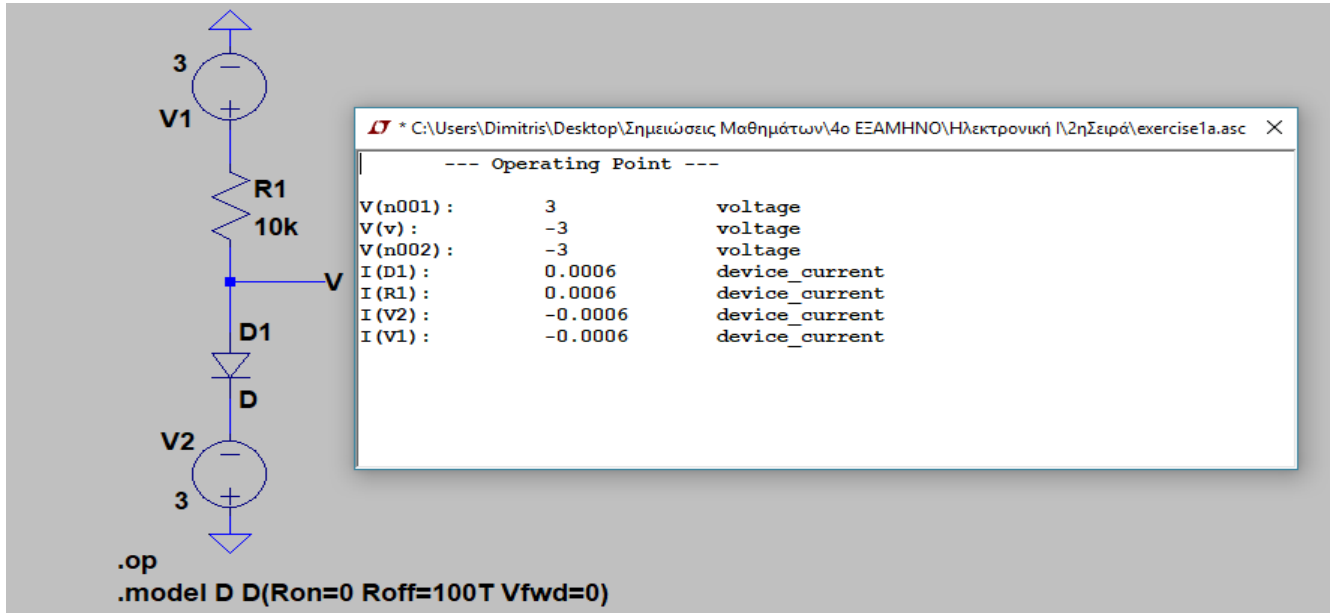 3
V1
R1
10k
V
D1
D
V2
3
.op
.model D D(Ron=0 Roff=100T Vfwd=0)
* C:\Users\Dimitris\Desktop\Σημειώσεις Μαθημάτων\4ο ΕΞΑΜΗΝΟ\Ηλεκτρονική Ι\2ηΣειρά\exercise1a.asc
--- Operating Point ---
V(n001): 3 voltage
V(v): -3 voltage
V(n002): -3 voltage
I(D1): 0.0006 device_current
I(R1): 0.0006 device_current
I(V2): -0.0006 device_current
I(V1): -0.0006 device_current